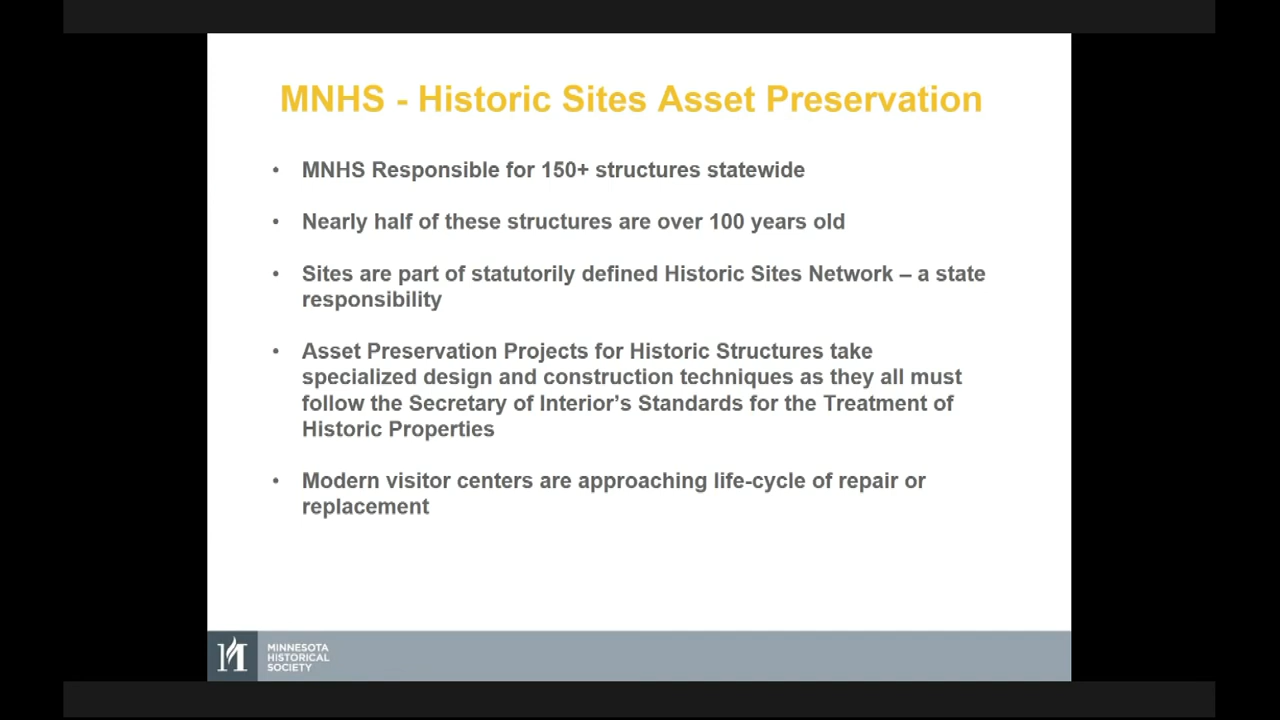 MNHS - Historic Sites Asset Preservation
• MNHS Responsible for 150+ structures statewide
• Nearly half of these structures are over 100 years old
• Sites are part of statutorily defined Historic Sites Network – a state
responsibility
• Asset Preservation Projects for Historic Structures take
specialized design and construction techniques as they all must
follow the Secretary of Interior’s Standards for the Treatment of
Historic Properties
• Modern visitor centers are approaching life-cycle of repair or
replacement
MINNESOTA
HISTORICAL
SOCIETY